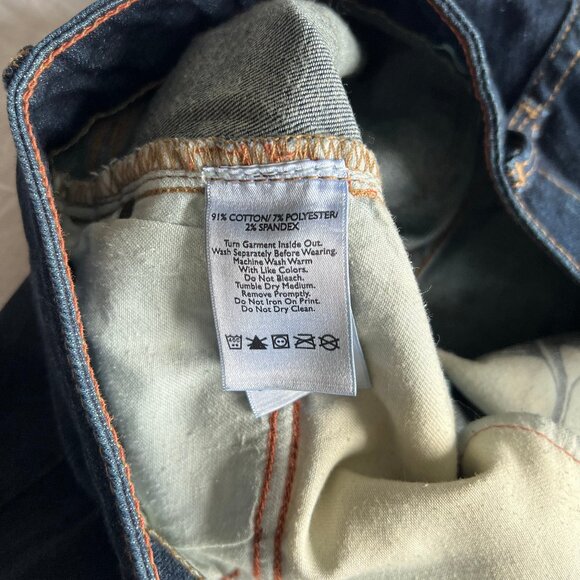 91% COTTON/ 7% POLYESTER/
2% SPANDEX
Turn Garment Inside Out.
Wash Separately Before Wearing.
Machine Wash Warm
With Like Colors.
Do Not Bleach.
Tumble Dry Medium.
Remove Promptly.
Do Not Iron On Print.
Do Not Dry Clean.